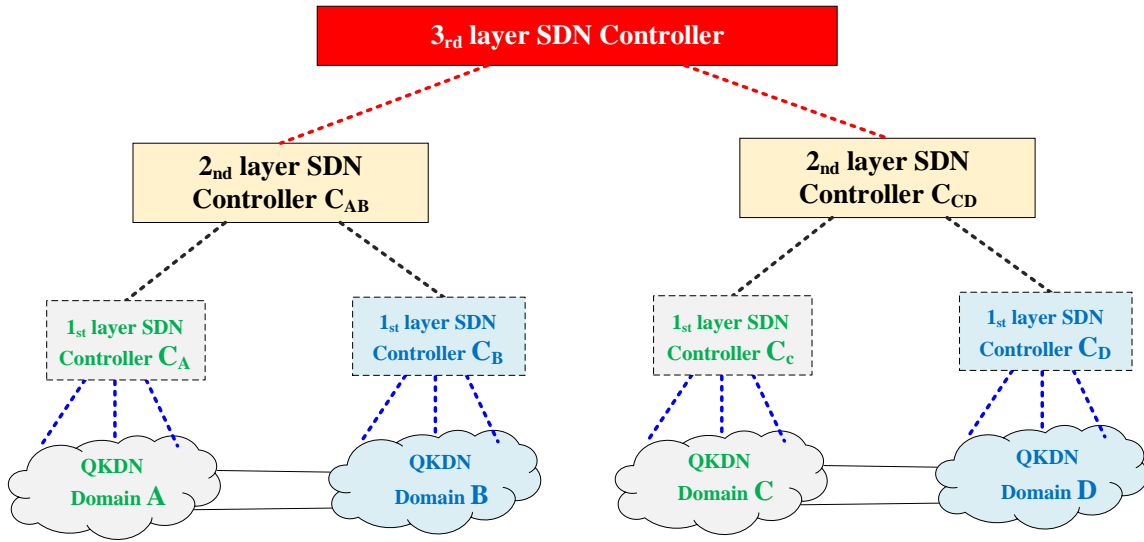 3rd layer SDN Controller
2nd layer SDN
Controller CAB
2nd layer SDN
Controller CCD
1st layer SDN
Controller CA
1st layer SDN
Controller CB
1st layer SDN
Controller Cc
1st layer SDN
Controller CD
QKDN
Domain A
QKDN
Domain B
QKDN
Domain C
QKDN
Domain D